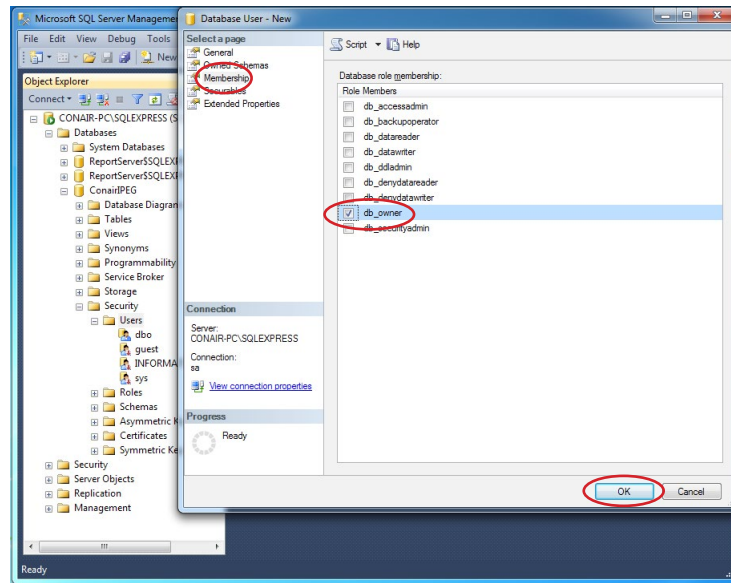 Microsoft SQL Server Managemer
File Edit View Debug Tools
New
Object Explorer
Connect
CONAIR-PC\SQLEXPRESS (S
Databases
System Databases
ReportServer$SQLEXI
ReportServer$SQLEXI
ConairIPEG
Database Diagran
Tables
Views
Synonyms
Programmability
Service Broker
Storage
Security
Users
dbo
guest
INFORMA
sys
Roles
Schemas
Asymmetric K
Certificates
Symmetric Ke
Security
Server Objects
Replication
Management
Ready
Database User - New
Select a page
General
Owned Schemas
Membership
Securables
Extended Properties
Connection
Server:
CONAIR-PC\SQLEXPRESS
Connection:
sa
View connection properties
Progress
Ready
Script Help
Database role membership:
Role Members
db_accessadmin
db_backupoperator
db_datareader
db_datawriter
db_ddladmin
db_denydatareader
db_denydatawriter
db_owner
db_securityadmin
OK Cancel